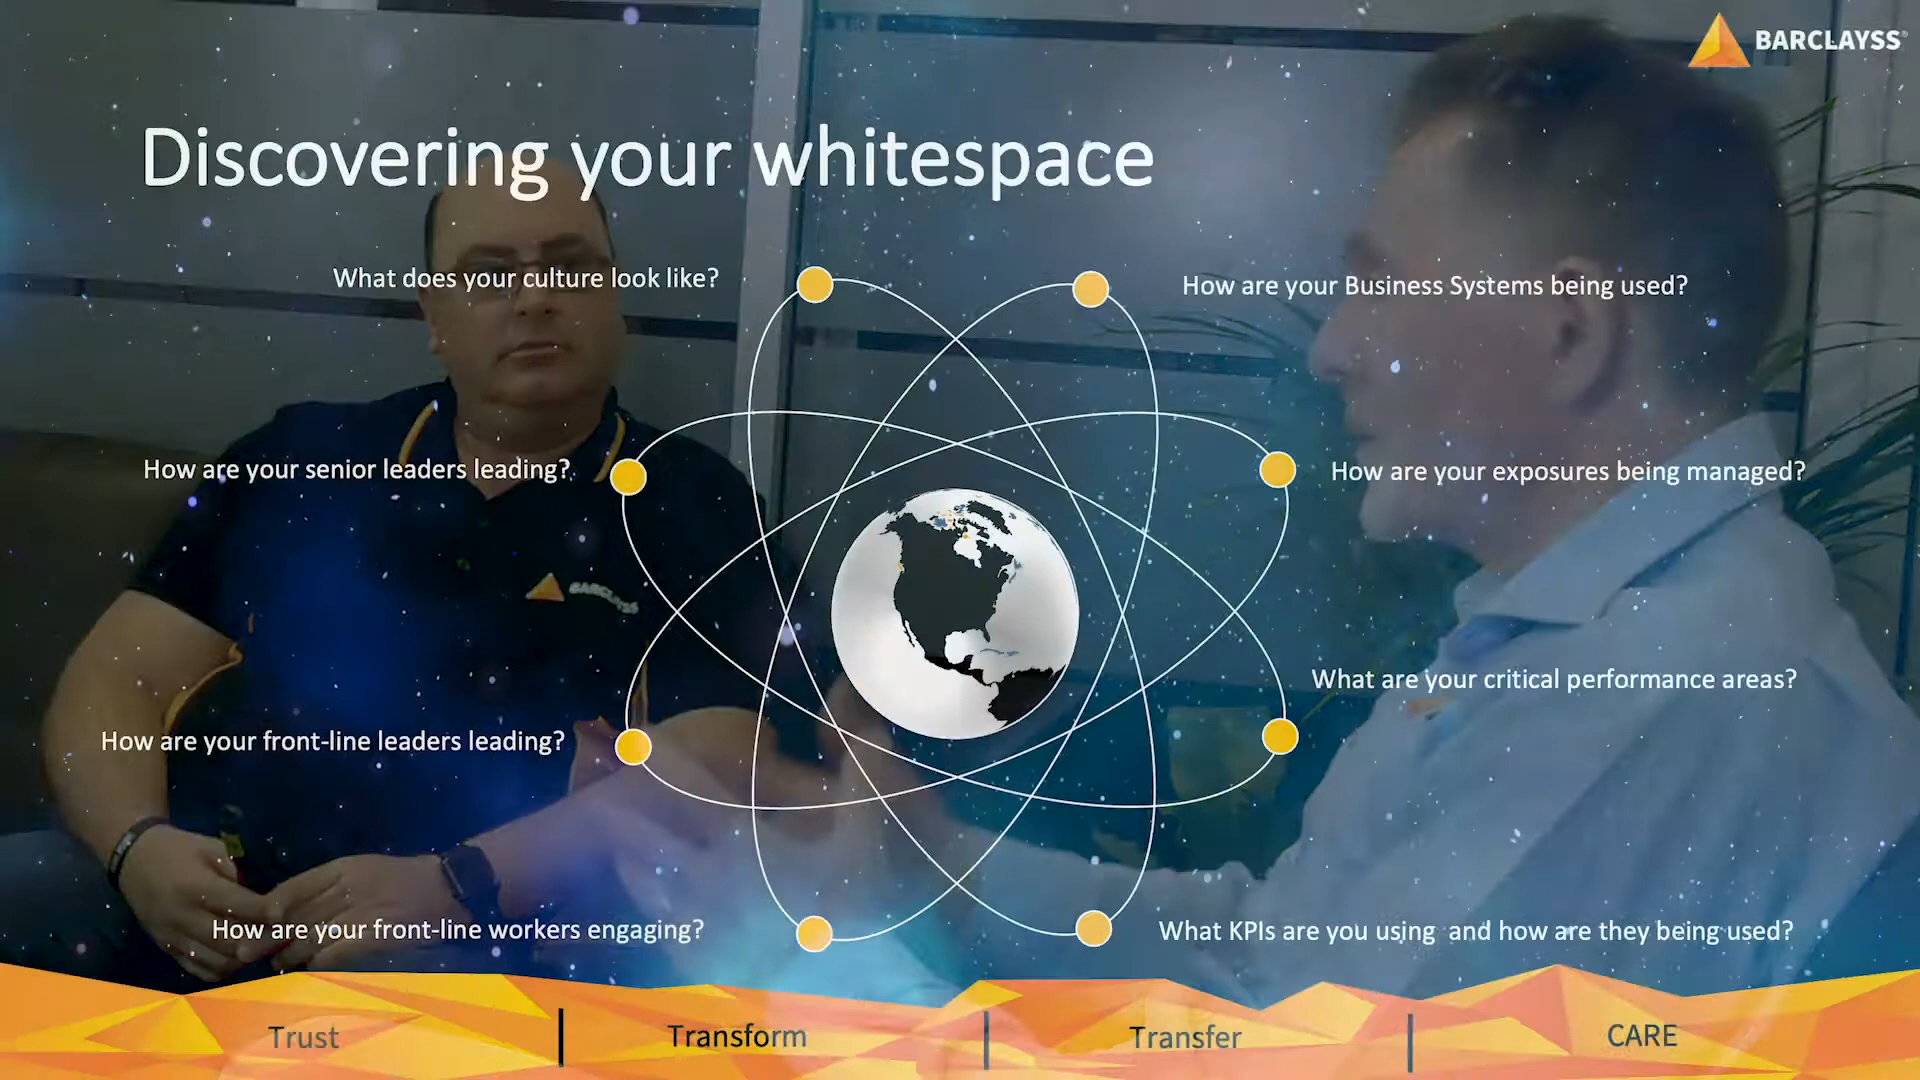 BARCLAYSS®
Discovering your whitespace
What does your culture look like?
How are your Business Systems being used?
How are your senior leaders leading?
How are your exposures being managed?
BARCLAYSS
What are your critical performance areas?
How are your front-line leaders leading?
How are your front-line workers engaging?
What KPIs are you using  and how are they being used?
Trust
Transform
Transfer
CARE